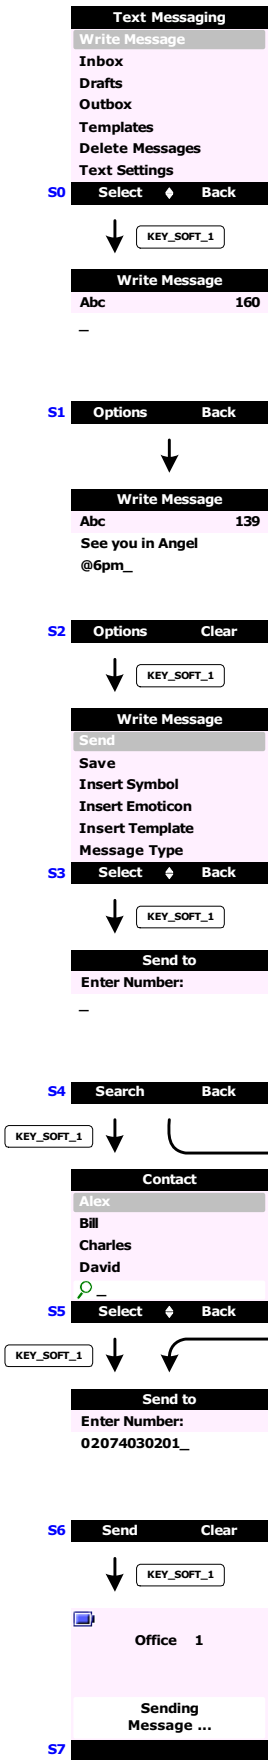 Text Messaging
Write Message
Inbox
Drafts
Outbox
Templates
Delete Messages
Text Settings
S0 Select Back
KEY_SOFT_1
Write Message
Abc 160
_
S1 Options Back
Write Message
Abc 139
See you in Angel
@6pm_
S2 Options Clear
KEY_SOFT_1
Write Message
Send
Save
Insert Symbol
Insert Emoticon
Insert Template
Message Type
S3 Select Back
KEY_SOFT_1
Send to
Enter Number:
_
S4 Search Back
KEY_SOFT_1
Contact
Alex
Bill
Charles
David
_
S5 Select Back
KEY_SOFT_1
Send to
Enter Number:
02074030201_
S6 Send Clear
KEY_SOFT_1
Office 1
Sending
Message ...
S7